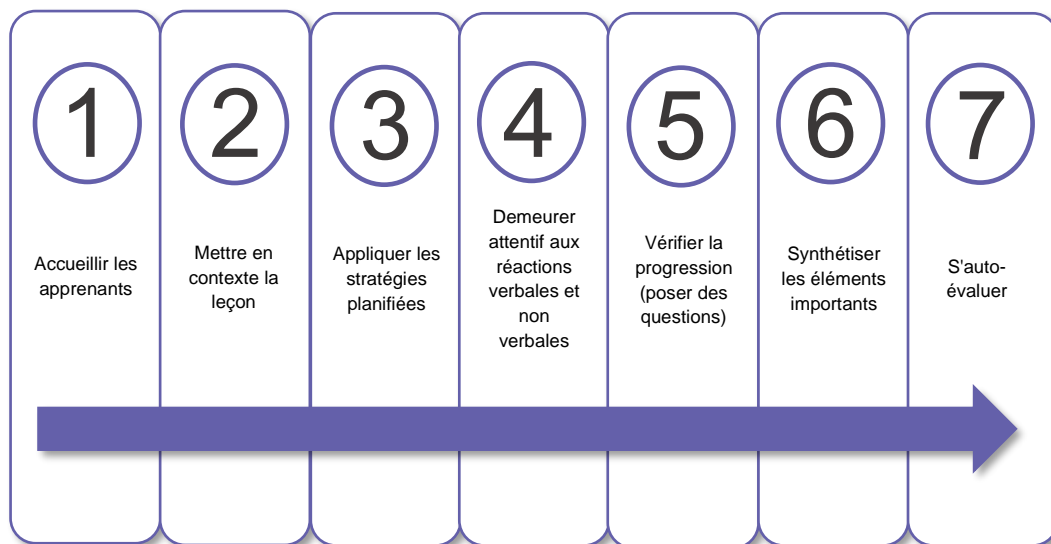 1
Accueillir les
apprenants
2
Mettre en
contexte la
leçon
3
Appliquer les
stratégies
planifiées
4
Demeurer
attentif aux
réactions
verbales et
non
verbales
5
Vérifier la
progression
(poser des
questions)
6
Synthétiser
les éléments
importants
7
S'auto-
évaluer